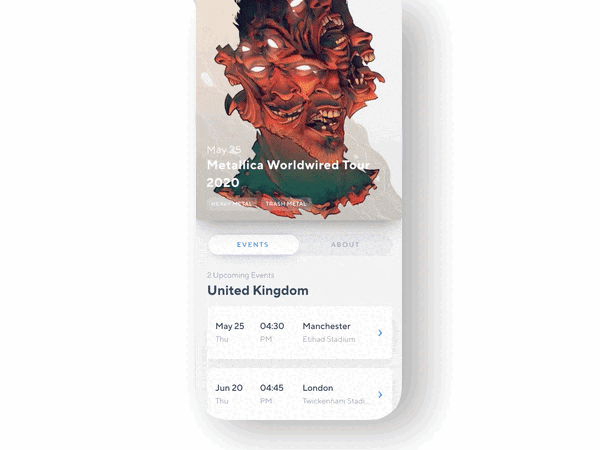 May 25
Metallica Worldwired Tour
2020
HEAVY METAL TRASH METAL
EVENTS ABOUT
2 Upcoming Events
United Kingdom
May 25 04:30 Manchester
Thu PM Etihad Stadium
Jun 20 04:45 London
Thu PM Twickenham Stadi...